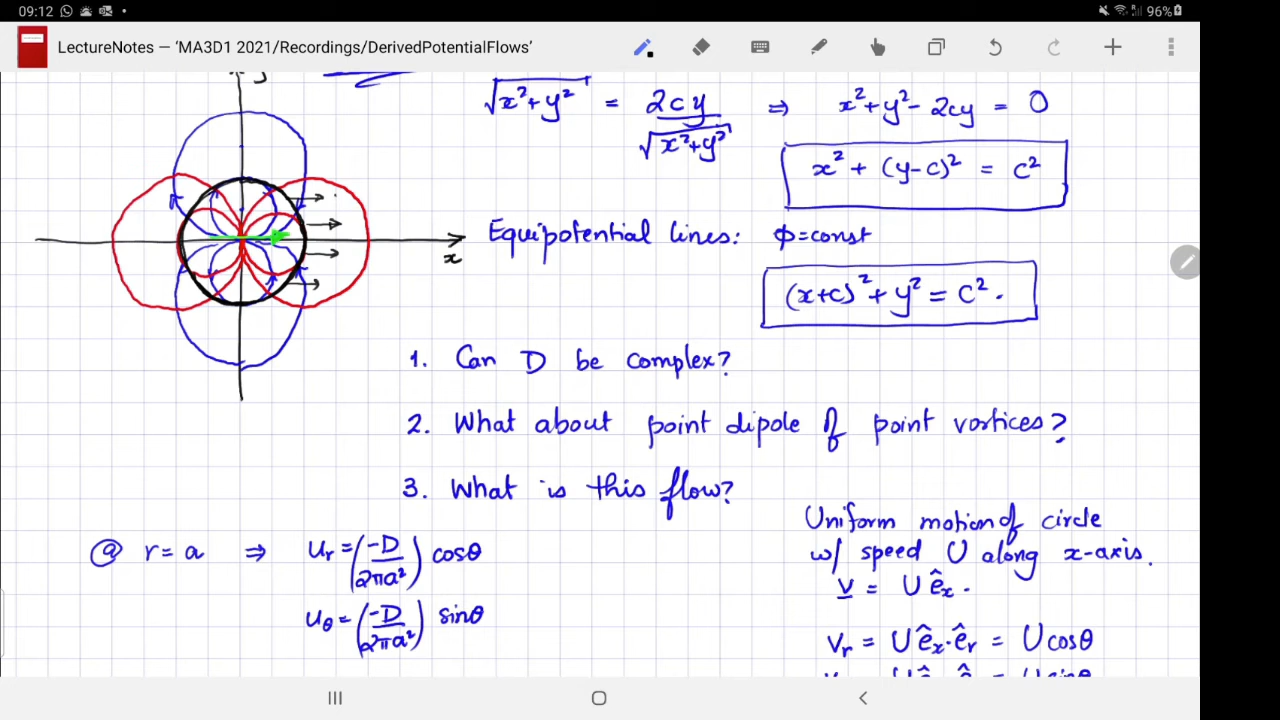 09:12
96%
LectureNotes — ‘MA3D1 2021/Recordings/DerivedPotentialFlows’
√x²+y² = 2cy / √x²+y² ⇒ x²+y²- 2cy = 0
x² + (y-c)² = c²
Equipotential lines: ϕ=const
x
(x+c)² + y² = c².
1. Can D be complex?
2. What about point dipole of point vortices?
3. What is this flow?
Uniform motion of circle
w/ speed U along x-axis.
v = U êx.
@ r = a ⇒ ur = (-D/2πa²) cosθ
uθ = (-D/2πa²) sinθ
vr = U êx·êr = U cosθ